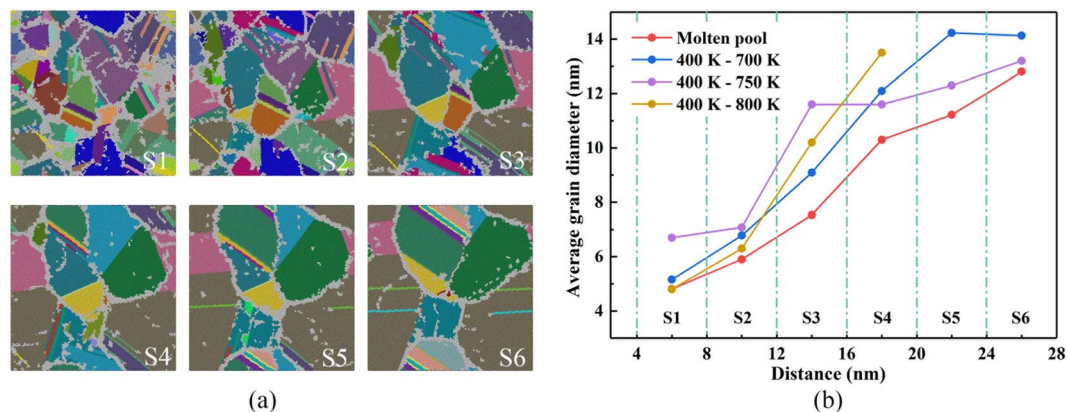 (a)
S1
S2
S3
S4
S5
S6
(a)
(b)
Average grain diameter (nm)
14
12
10
8
6
4
Molten pool
400 K - 700 K
400 K - 750 K
400 K - 800 K
S1 S2 S3 S4 S5 S6
4 8 12 16 20 24 28
Distance (nm)
(b)